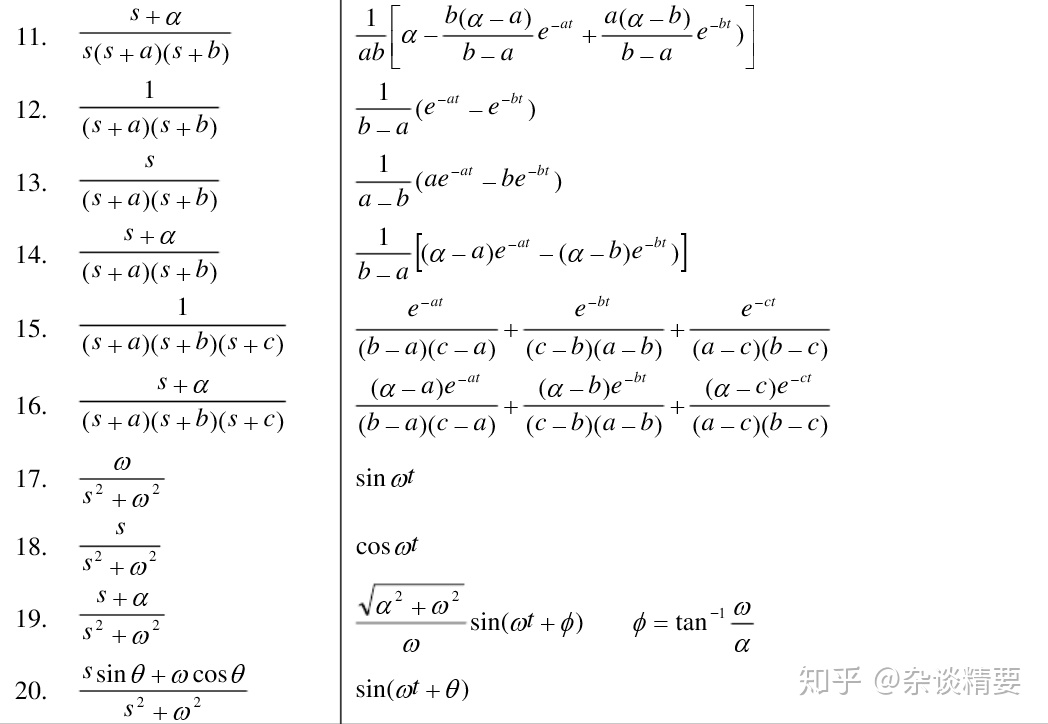 11. \frac{s+\alpha}{s(s+a)(s+b)} \frac{1}{ab}\left[\alpha-\frac{b(\alpha-a)}{b-a}e^{-at}+\frac{a(\alpha-b)}{b-a}e^{-bt})\right]
12. \frac{1}{(s+a)(s+b)} \frac{1}{b-a}(e^{-at}-e^{-bt})
13. \frac{s}{(s+a)(s+b)} \frac{1}{a-b}(ae^{-at}-be^{-bt})
14. \frac{s+\alpha}{(s+a)(s+b)} \frac{1}{b-a}[(\alpha-a)e^{-at}-(\alpha-b)e^{-bt})]
15. \frac{1}{(s+a)(s+b)(s+c)} \frac{e^{-at}}{(b-a)(c-a)}+\frac{e^{-bt}}{(c-b)(a-b)}+\frac{e^{-ct}}{(a-c)(b-c)}
16. \frac{s+\alpha}{(s+a)(s+b)(s+c)} \frac{(\alpha-a)e^{-at}}{(b-a)(c-a)}+\frac{(\alpha-b)e^{-bt}}{(c-b)(a-b)}+\frac{(\alpha-c)e^{-ct}}{(a-c)(b-c)}
17. \frac{\omega}{s^2+\omega^2} \sin \omega t
18. \frac{s}{s^2+\omega^2} \cos \omega t
19. \frac{s+\alpha}{s^2+\omega^2} \frac{\sqrt{\alpha^2+\omega^2}}{\omega}\sin(\omega t+\phi) \phi=\tan^{-1}\frac{\omega}{\alpha}
20. \frac{s\sin\theta+\omega\cos\theta}{s^2+\omega^2} \sin(\omega t+\theta)
知乎 @杂谈精要